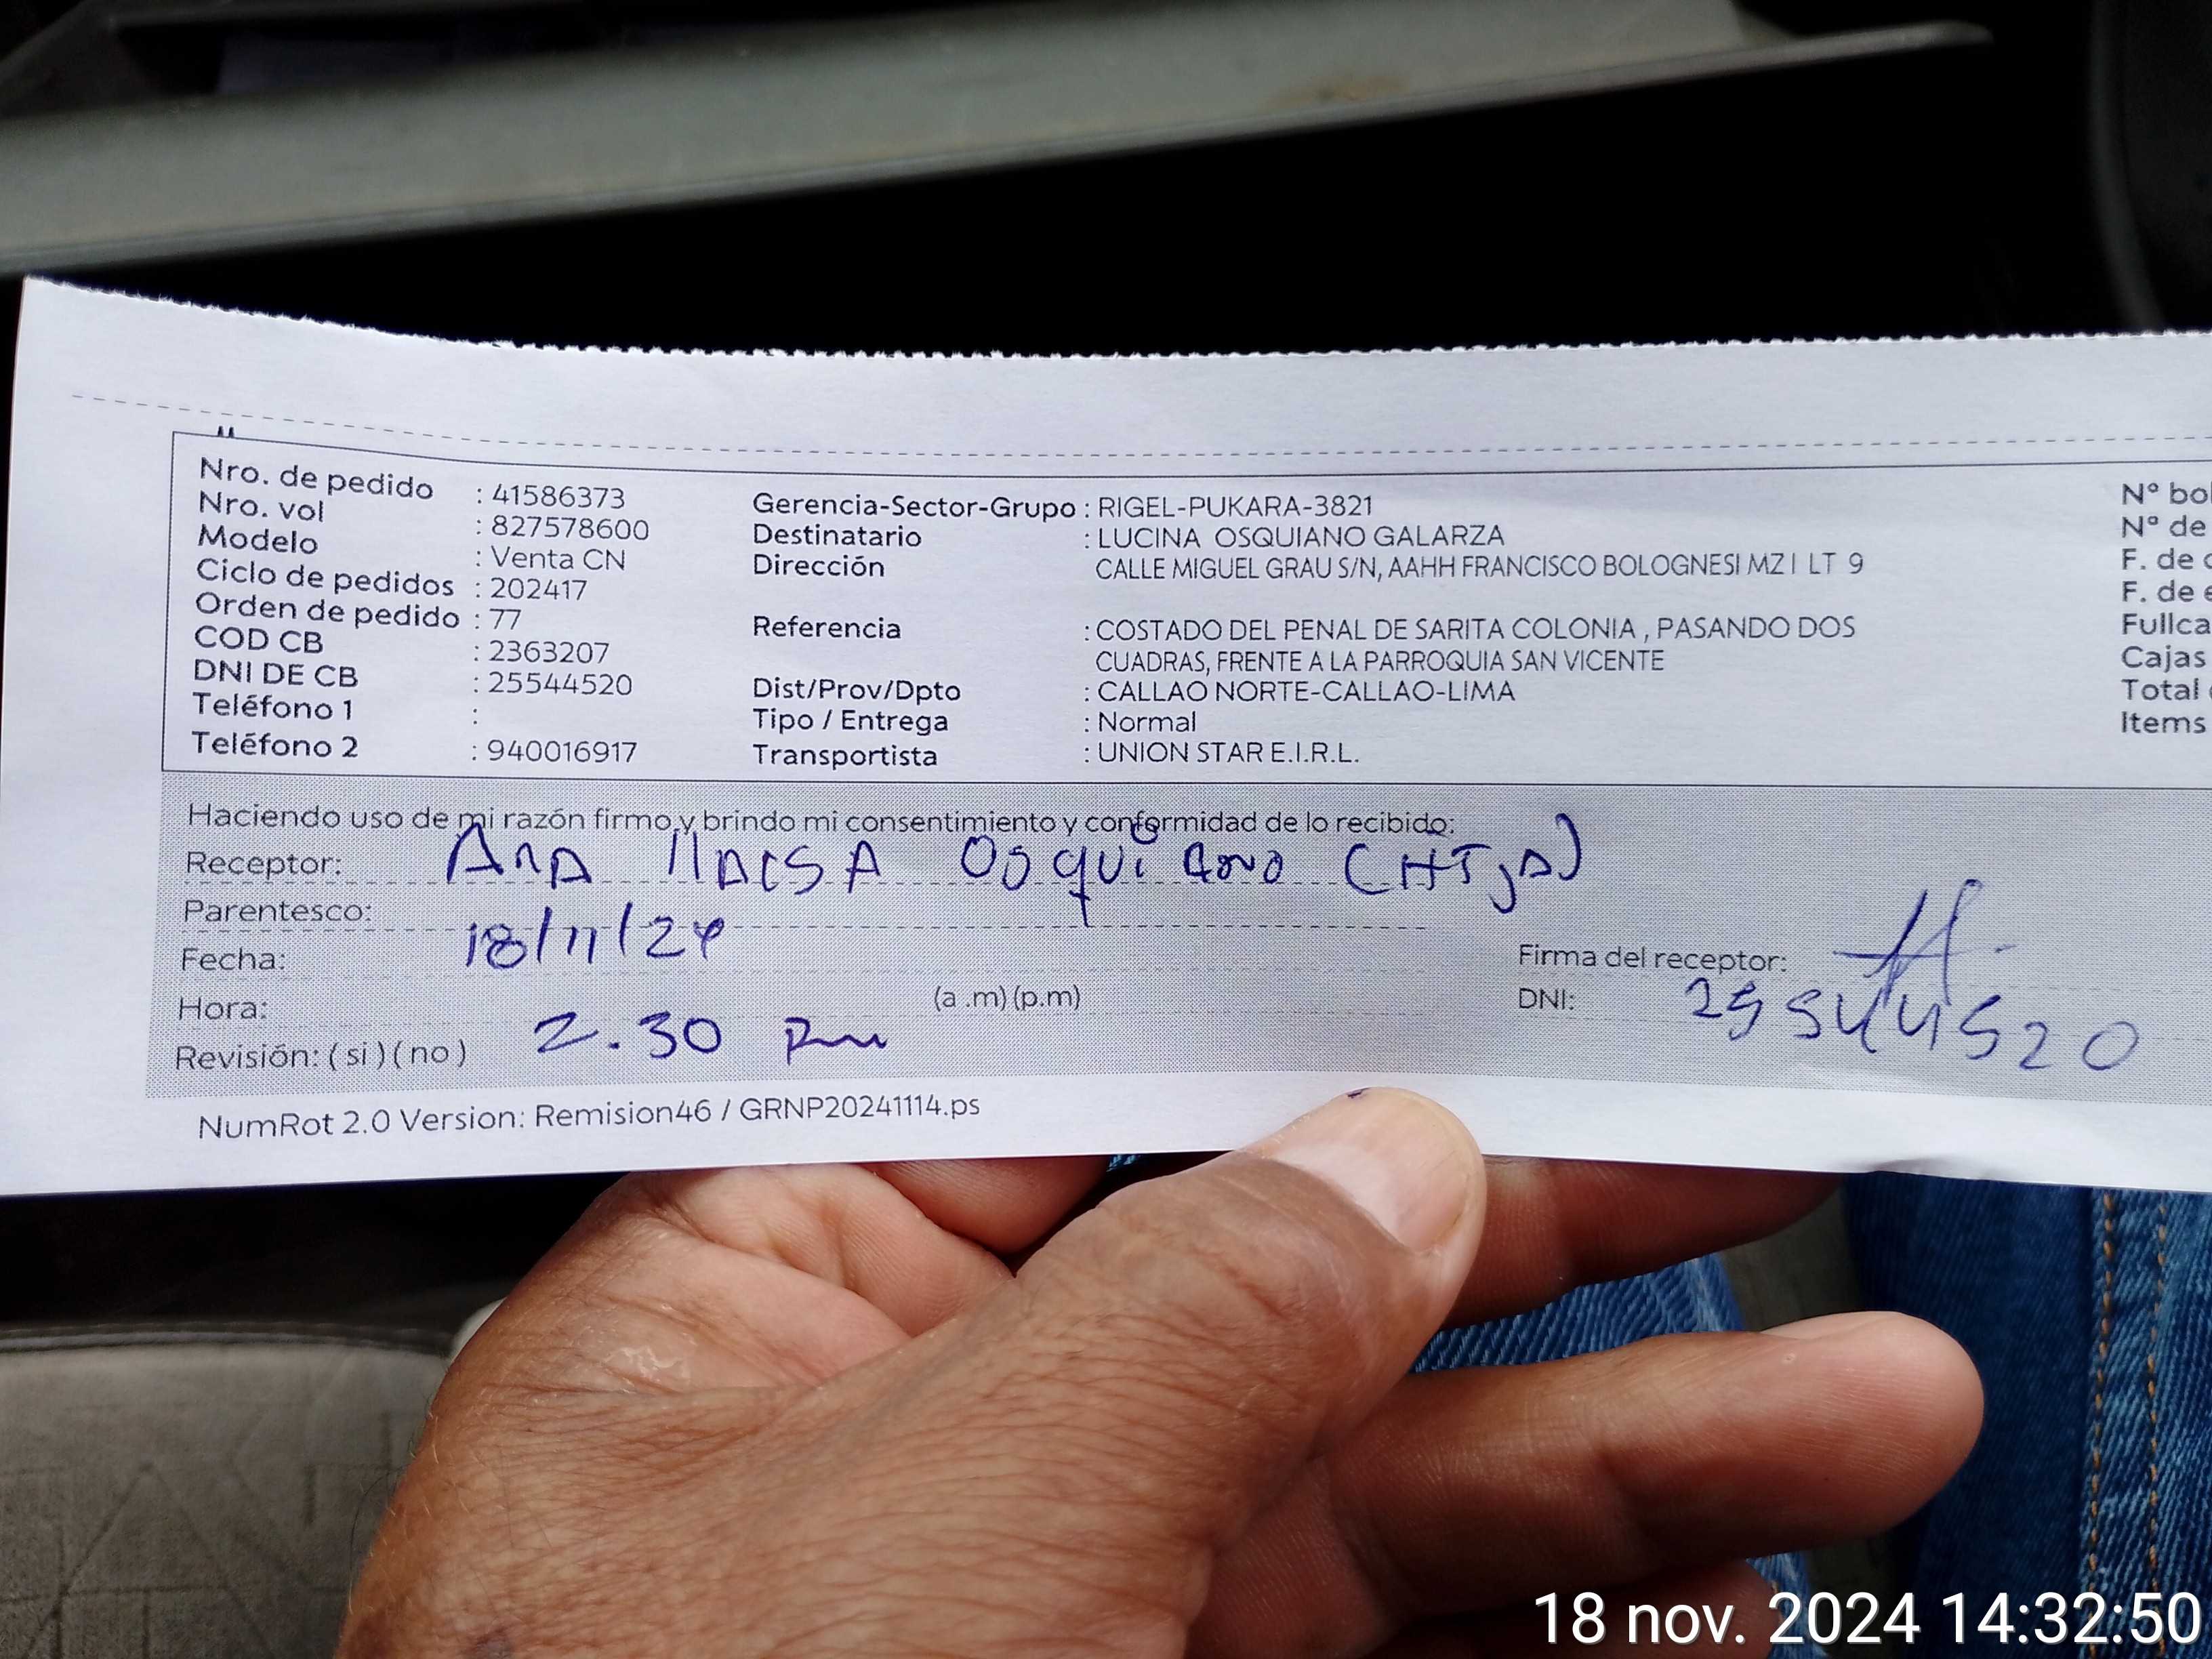 Nro. de pedido : 41586373
Nro. vol : 827578600
Modelo : Venta CN
Ciclo de pedidos : 202417
Orden de pedido : 77
COD CB : 2363207
DNI DE CB : 25544520
Teléfono 1 :
Teléfono 2 : 940016917
Gerencia-Sector-Grupo : RIGEL-PUKARA-3821
Destinatario : LUCINA OSQUIANO GALARZA
Dirección CALLE MIGUEL GRAU S/N, AAHH FRANCISCO BOLOGNESI MZ I LT 9
Referencia : COSTADO DEL PENAL DE SARITA COLONIA , PASANDO DOS
CUADRAS, FRENTE A LA PARROQUIA SAN VICENTE
Dist/Prov/Dpto : CALLAO NORTE-CALLAO-LIMA
Tipo / Entrega : Normal
Transportista : UNION STAR E.I.R.L.
N° bol
N° de
F. de
F. de
Fullca
Cajas
Total
Items
Haciendo uso de mi razón firmo y brindo mi consentimiento y conformidad de lo recibido:
Receptor: ANA Osquiano (HIJA)
Parentesco:
Fecha: 18/11/24
Hora: (a .m) (p.m)
2.30 pm
Revisión: ( si ) ( no )
Firma del receptor:
DNI: 25544520
NumRot 2.0 Version: Remision46 / GRNP20241114.ps
18 nov. 2024 14:32:50